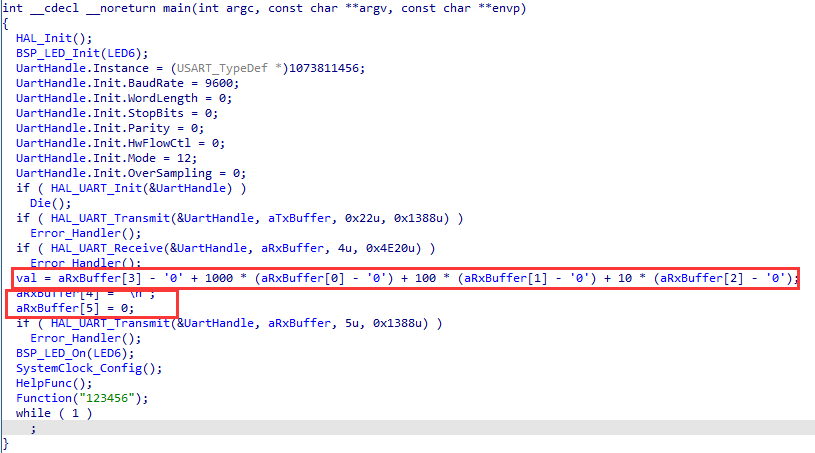 int __cdecl __noreturn main(int argc, const char **argv, const char **envp)
{
HAL_Init();
BSP_LED_Init(LED6);
UartHandle.Instance = (USART_TypeDef *)1073811456;
UartHandle.Init.BaudRate = 9600;
UartHandle.Init.WordLength = 0;
UartHandle.Init.StopBits = 0;
UartHandle.Init.Parity = 0;
UartHandle.Init.HwFlowCtl = 0;
UartHandle.Init.Mode = 12;
UartHandle.Init.OverSampling = 0;
if ( HAL_UART_Init(&UartHandle) )
Die();
if ( HAL_UART_Transmit(&UartHandle, aTxBuffer, 0x22u, 0x1388u) )
Error_Handler();
if ( HAL_UART_Receive(&UartHandle, aRxBuffer, 4u, 0x4E20u) )
Error_Handler();
val = aRxBuffer[3] - '0' + 1000 * (aRxBuffer[0] - '0') + 100 * (aRxBuffer[1] - '0') + 10 * (aRxBuffer[2] - '0');
aRxBuffer[4] = '\n';
aRxBuffer[5] = 0;
if ( HAL_UART_Transmit(&UartHandle, aRxBuffer, 5u, 0x1388u) )
Error_Handler();
BSP_LED_On(LED6);
SystemClock_Config();
HelpFunc();
Function("123456");
while ( 1 )
;
}